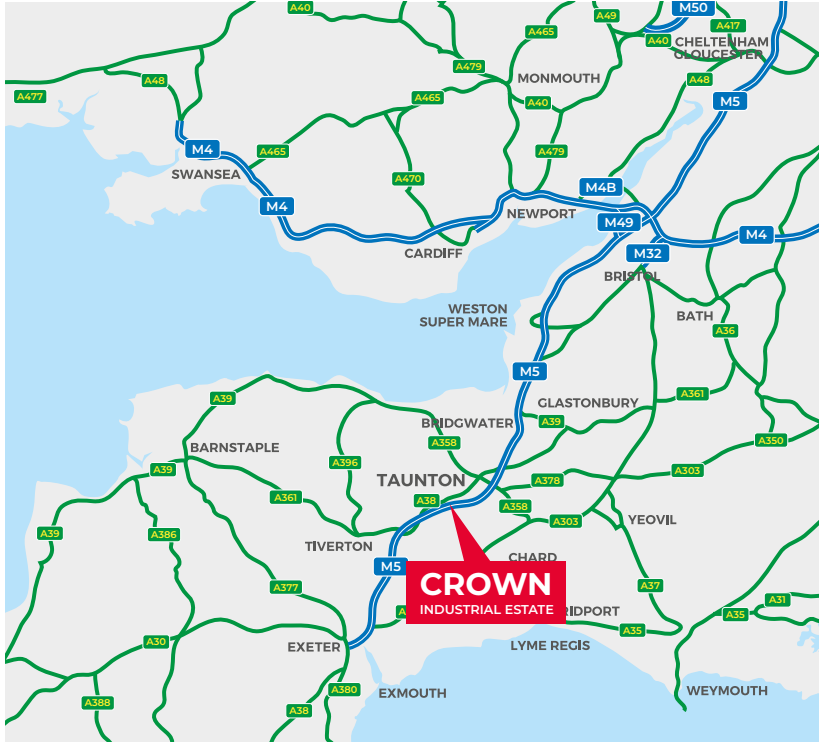 A40
A465
A49
M50
A417
A40
CHELTENHAM
GLOUCESTER
A479
MONMOUTH
A48
A48
A477
A465
A40
M5
M4
A465
A479
SWANSEA
A470
M4B
M4
NEWPORT
M49
M4
CARDIFF
M32
BRISTOL
WESTON
SUPER MARE
BATH
A36
M5
A39
A361
GLASTONBURY
BRIDGWATER
A39
A358
A350
BARNSTAPLE
A396
A39
A303
TAUNTON
A378
A361
A38
A358
A303
YEOVIL
A39
A386
TIVERTON
CHARD
M5
CROWN
INDUSTRIAL ESTATE
A377
A37
A31
RIDPORT
A35
A30
A35
EXETER
LYME REGIS
A380
EXMOUTH
WEYMOUTH
A388
A38